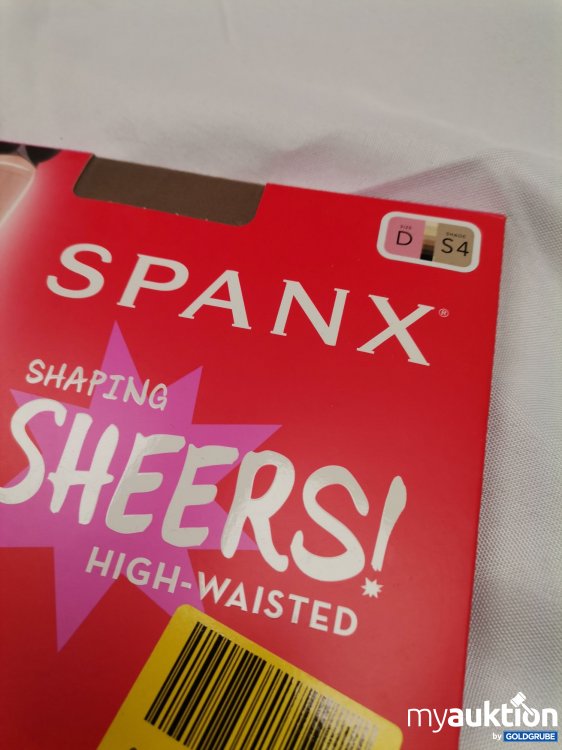 SIZE SHADE
D S4
SPANX®
SHAPING
SHEERS!
HIGH-WAISTED
myauktion
by GOLDGRUBE